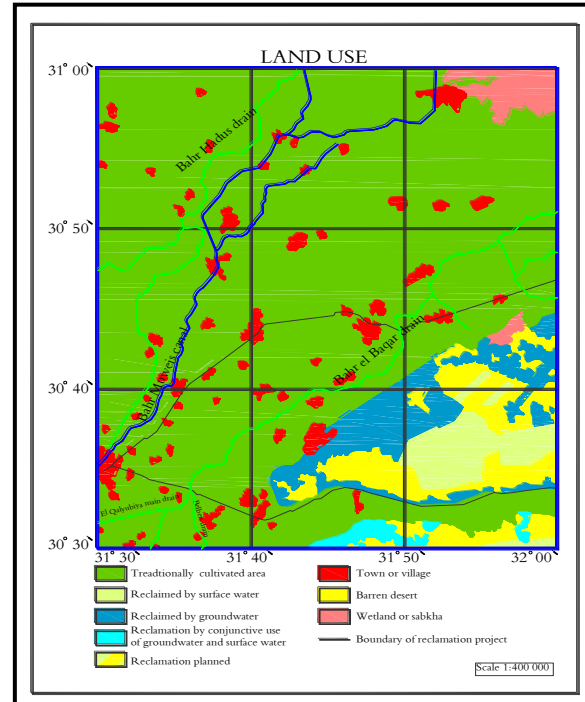 LAND USE
31° 00'
30° 50'
30° 40'
30° 30'
Bahr Hadus drain
Bahr Muweis canal
Bahr el Baqar drain
El Qalyubiya main drain
31° 30'
31° 40'
31° 50'
32° 00'
Treadtionally cultivated area
Reclaimed by surface water
Reclaimed by groundwater
Reclamation by conjunctive use
of groundwater and surface water
Reclamation planned
Town or village
Barren desert
Wetland or sabkha
Boundary of reclamation project
Scale 1:400 000